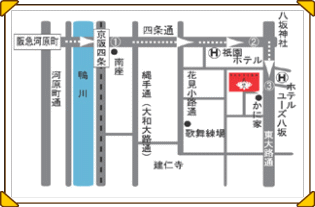 四条通
八坂神社
阪急河原町
京阪四条
①
②
③
南座
H
祇園
ホテル
H
ホテル
ユーズ八坂
河原町通
鴨川
縄手通(大和大路通)
花見小路通
かに家
東大路通
歌舞練場
建仁寺